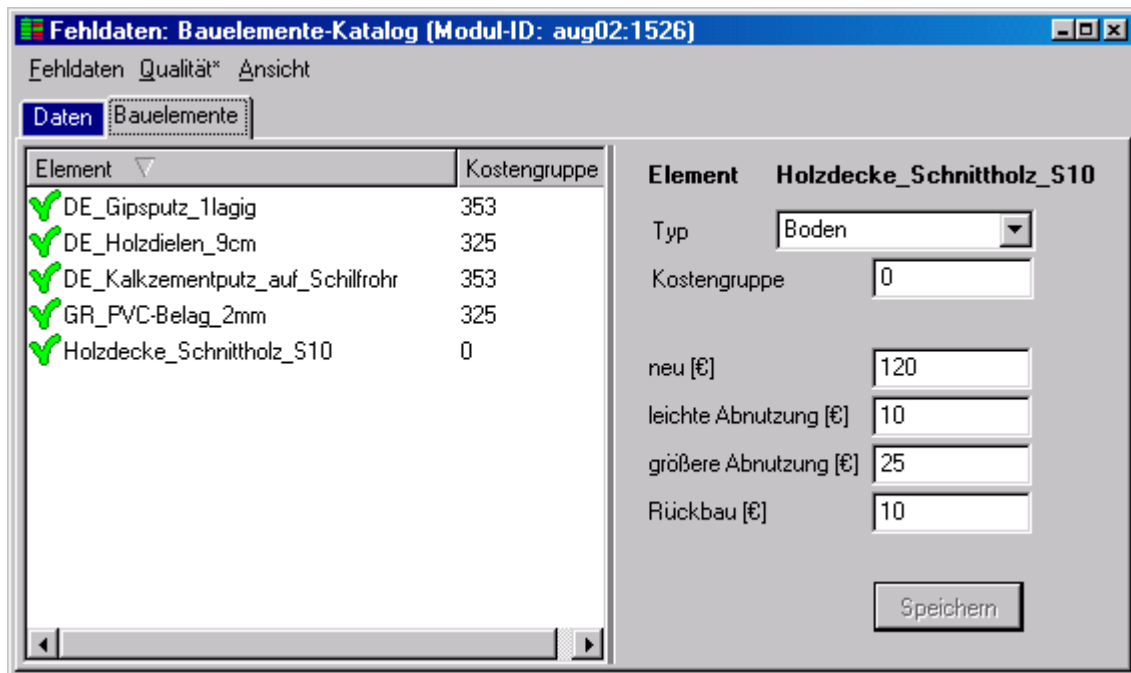 Fehldaten: Bauelemente-Katalog (Modul-ID: aug02:1526)
Fehldaten Qualität* Ansicht
Daten Bauelemente
Element Kostengruppe
DE_Gipsputz_1lagig 353
DE_Holzdielen_9cm 325
DE_Kalkzementputz_auf_Schilfrohr 353
GR_PVC-Belag_2mm 325
Holzdecke_Schnittholz_S10 0
Element Holzdecke_Schnittholz_S10
Typ Boden
Kostengruppe 0
neu [€] 120
leichte Abnutzung [€] 10
größere Abnutzung [€] 25
Rückbau [€] 10
Speichern